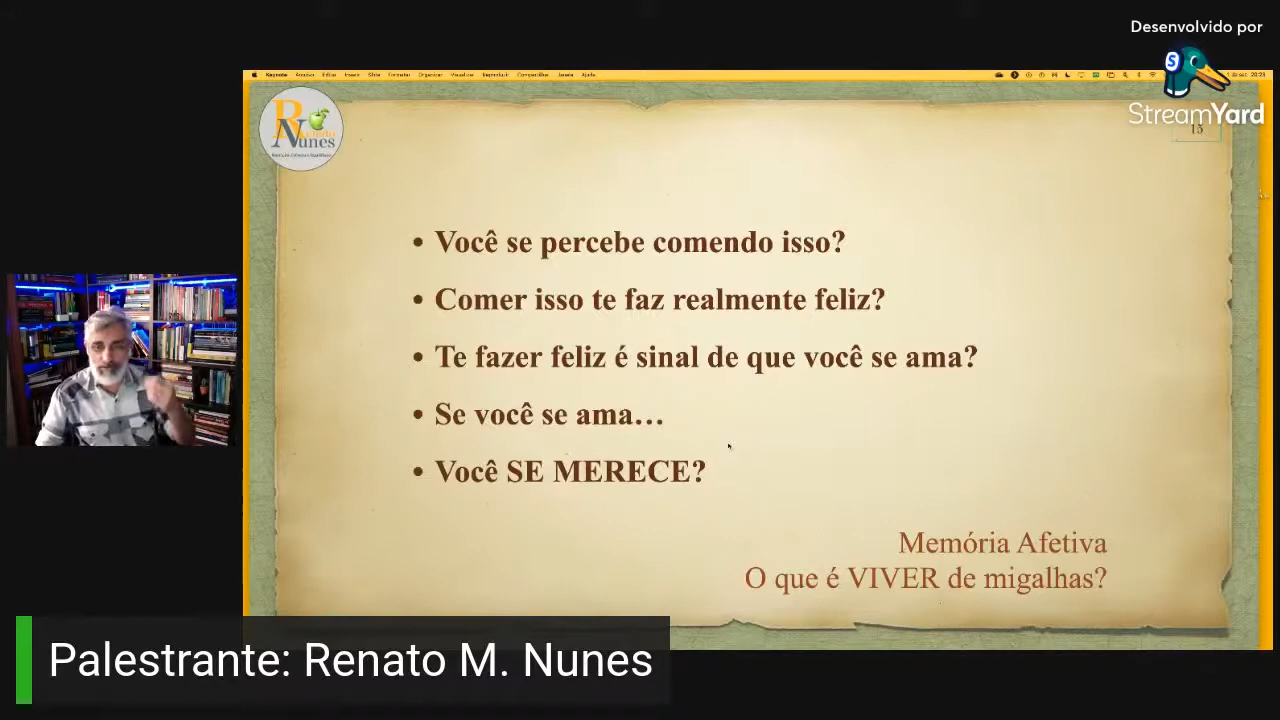 Desenvolvido por
StreamYard
Nunes
15
• Você se percebe comendo isso?
• Comer isso te faz realmente feliz?
• Te fazer feliz é sinal de que você se ama?
• Se você se ama…
• Você SE MERECE?
Memória Afetiva
O que é VIVER de migalhas?
Palestrante: Renato M. Nunes